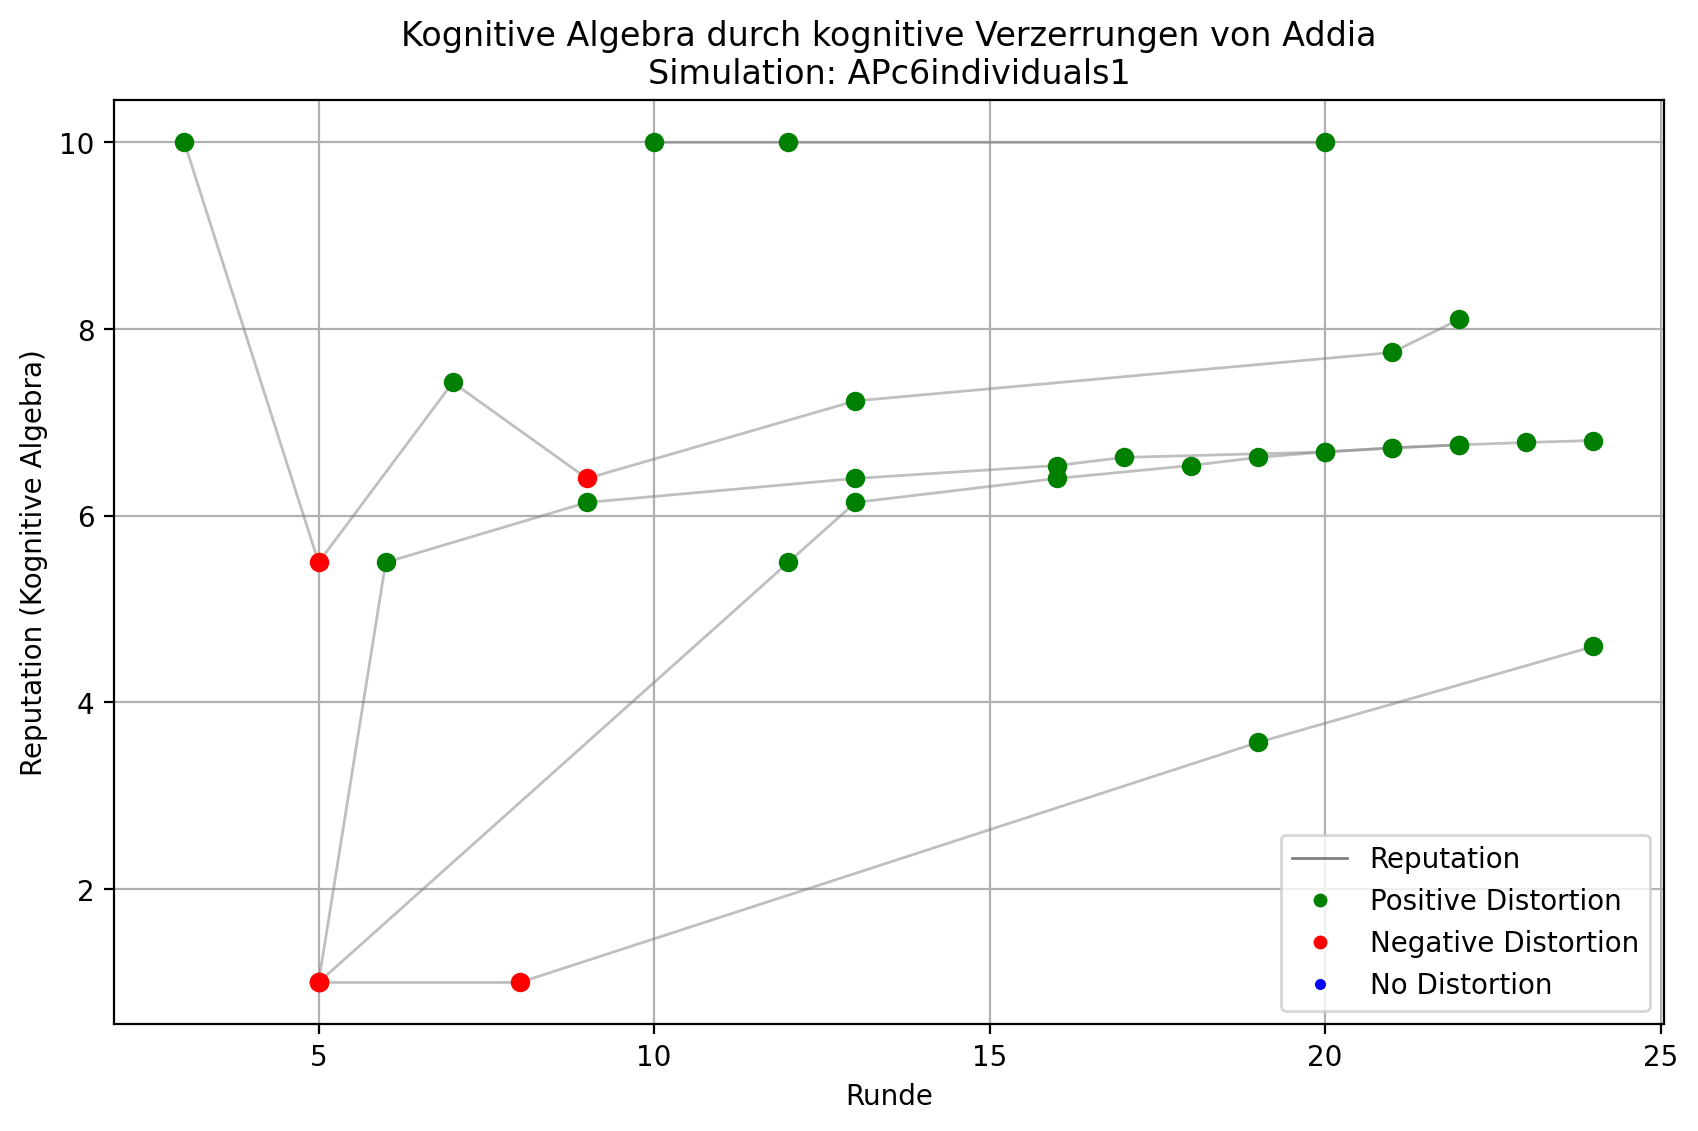 Kognitive Algebra durch kognitive Verzerrungen von Addia
Simulation: APc6individuals1
Reputation (Kognitive Algebra)
10
8
6
4
2
Reputation
Positive Distortion
Negative Distortion
No Distortion
5 10 15 20 25
Runde